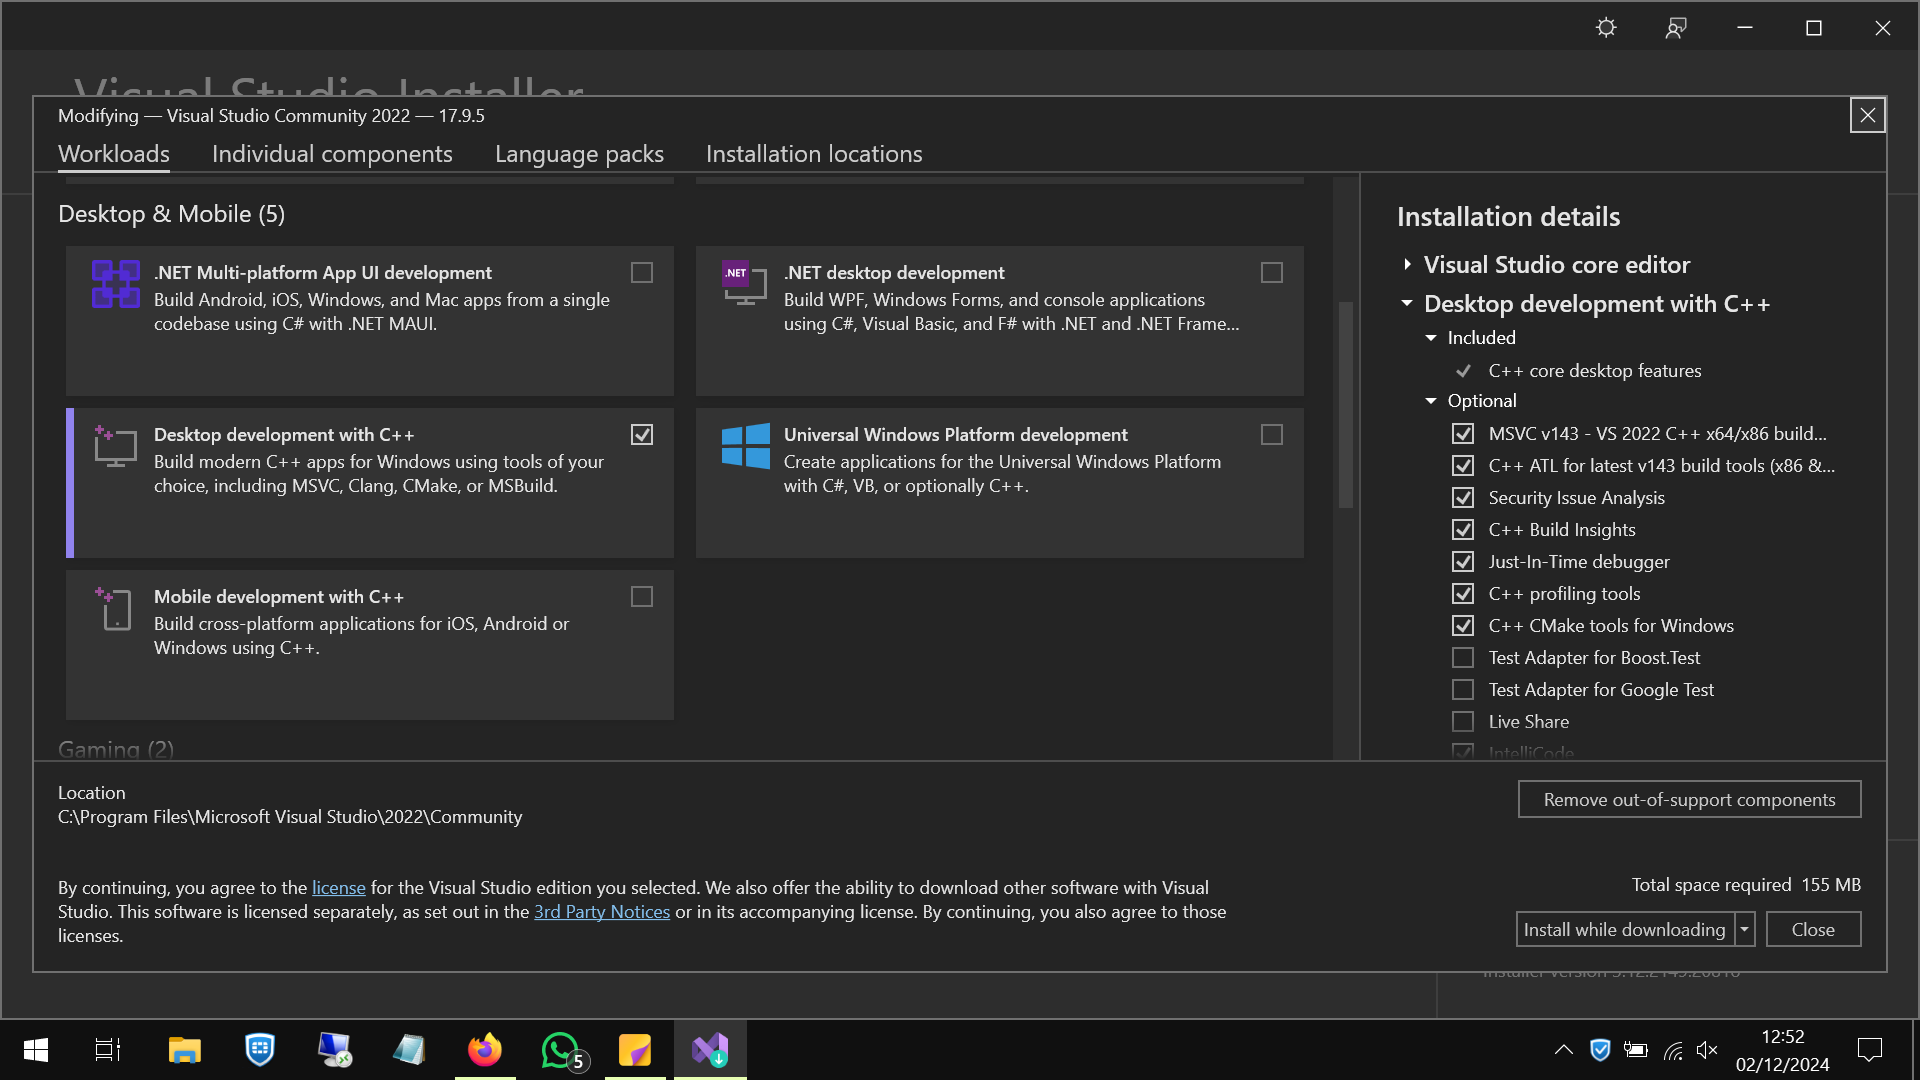 Visual Studio Installer
Modifying — Visual Studio Community 2022 — 17.9.5
Workloads
Individual components
Language packs
Installation locations
Desktop & Mobile (5)
.NET Multi-platform App UI development
Build Android, iOS, Windows, and Mac apps from a single
codebase using C# with .NET MAUI.
.NET
.NET desktop development
Build WPF, Windows Forms, and console applications
using C#, Visual Basic, and F# with .NET and .NET Frame...
Desktop development with C++
Build modern C++ apps for Windows using tools of your
choice, including MSVC, Clang, CMake, or MSBuild.
Universal Windows Platform development
Create applications for the Universal Windows Platform
with C#, VB, or optionally C++.
Mobile development with C++
Build cross-platform applications for iOS, Android or
Windows using C++.
Gaming (2)
Installation details
Visual Studio core editor
Desktop development with C++
Included
C++ core desktop features
Optional
MSVC v143 - VS 2022 C++ x64/x86 build...
C++ ATL for latest v143 build tools (x86 &...
Security Issue Analysis
C++ Build Insights
Just-In-Time debugger
C++ profiling tools
C++ CMake tools for Windows
Test Adapter for Boost.Test
Test Adapter for Google Test
Live Share
IntelliCode
Location
C:\Program Files\Microsoft Visual Studio\2022\Community
Remove out-of-support components
By continuing, you agree to the license for the Visual Studio edition you selected. We also offer the ability to download other software with Visual
Studio. This software is licensed separately, as set out in the 3rd Party Notices or in its accompanying license. By continuing, you also agree to those
licenses.
Total space required 155 MB
Install while downloading
Close
5
12:52
02/12/2024